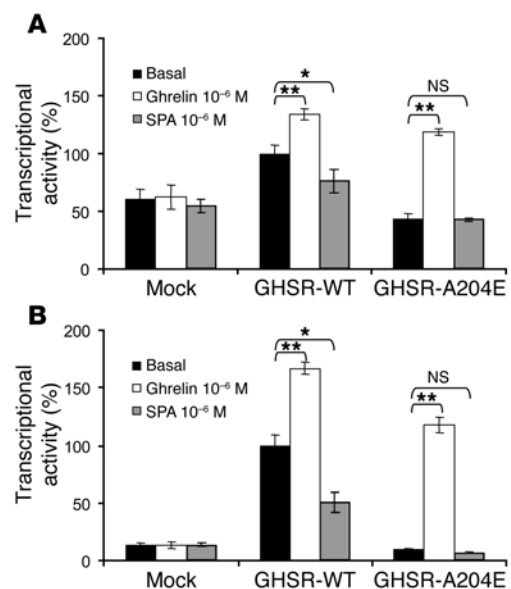 A
200
150
100
50
0
Transcriptional
activity (%)
Basal
Ghrelin 10⁻⁶ M
SPA 10⁻⁶ M
*
**
NS
**
Mock
GHSR-WT
GHSR-A204E
B
200
150
100
50
0
Transcriptional
activity (%)
Basal
Ghrelin 10⁻⁶ M
SPA 10⁻⁶ M
*
**
NS
**
Mock
GHSR-WT
GHSR-A204E